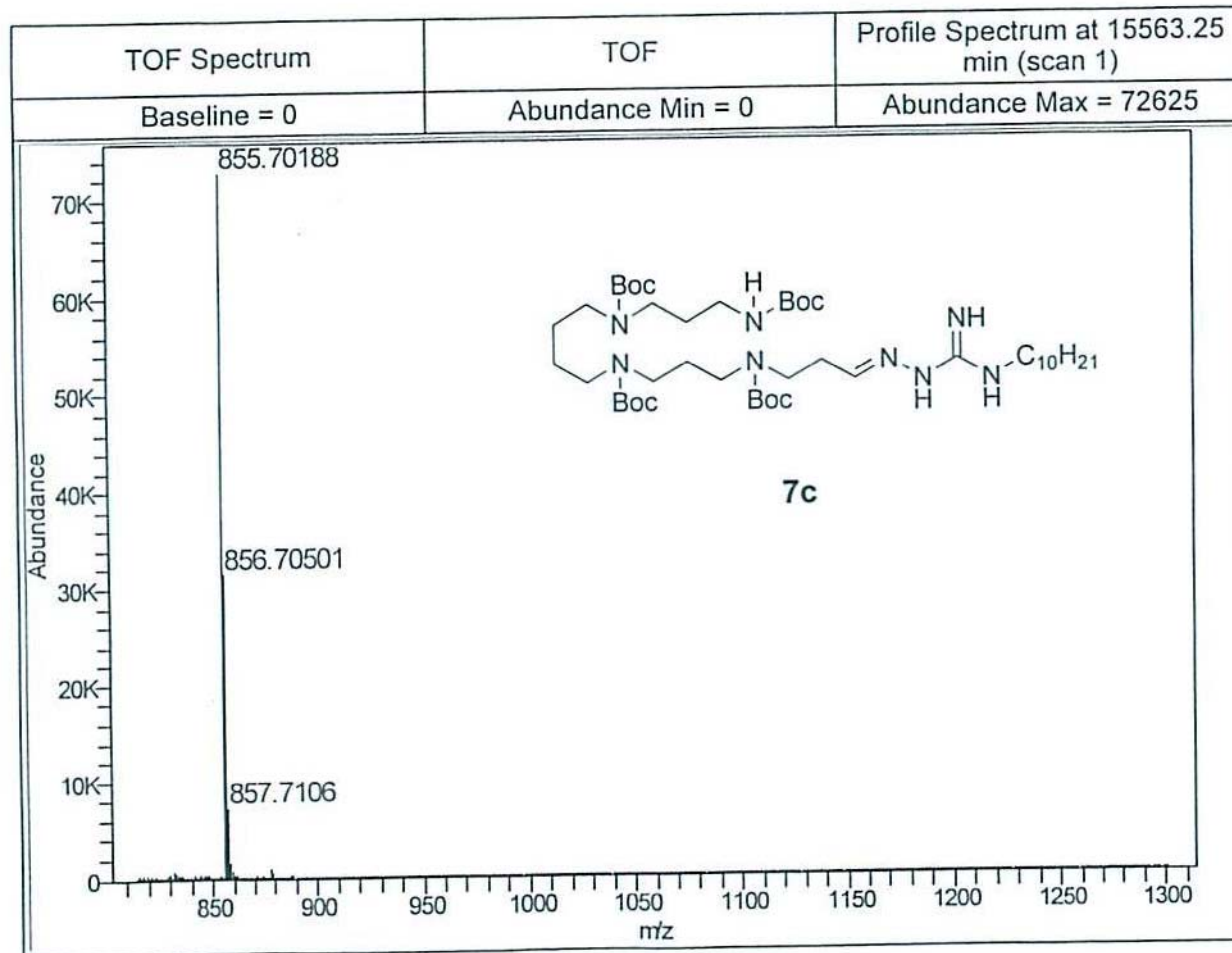 TOF Spectrum
TOF
Profile Spectrum at 15563.25
min (scan 1)
Baseline = 0
Abundance Min = 0
Abundance Max = 72625
855.70188
856.70501
857.7106
70K
60K
50K
40K
30K
20K
10K
0
Abundance
850
900
950
1000
1050
1100
1150
1200
1250
1300
m/z
Boc
H
N
N
Boc
NH
N
N
N
N
N
C10H21
Boc
Boc
H
H
7c